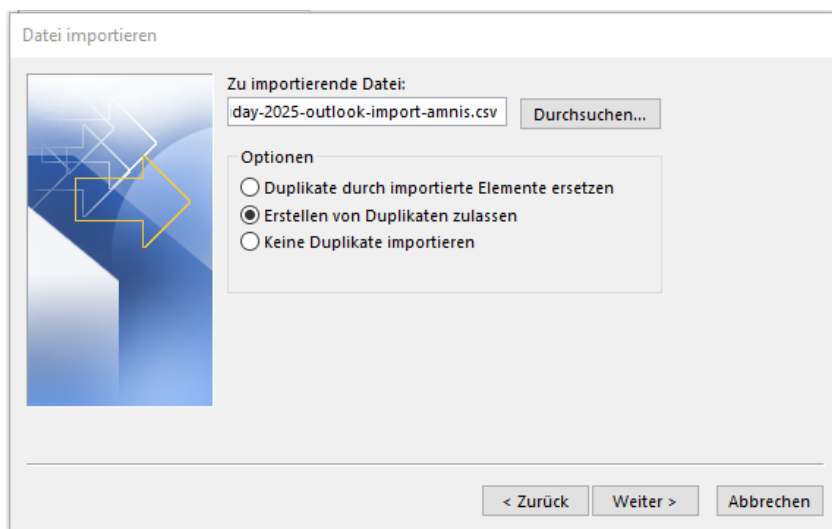 Datei importieren
Zu importierende Datei:
day-2025-outlook-import-amnis.csv
Durchsuchen...
Optionen
Duplikate durch importierte Elemente ersetzen
Erstellen von Duplikaten zulassen
Keine Duplikate importieren
< Zurück
Weiter >
Abbrechen